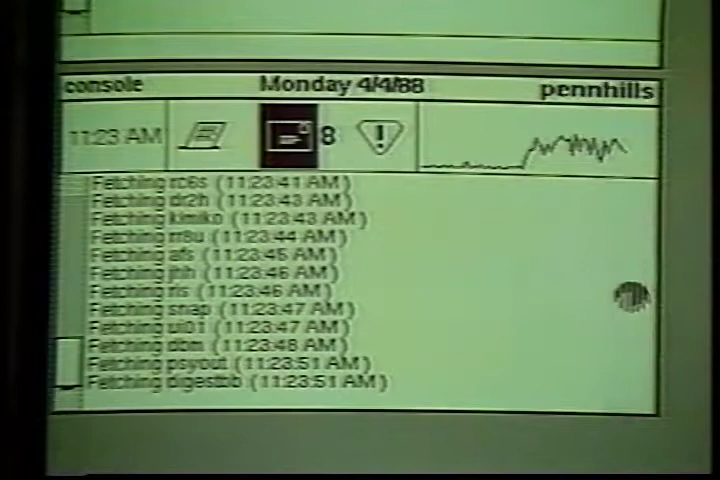 console Monday 4/4/88 pennhills
11:23 AM 8 !
Fetching rc6s (11:23:41 AM)
Fetching dr2h (11:23:43 AM)
Fetching kimiko (11:23:43 AM)
Fetching rr8u (11:23:44 AM)
Fetching afs (11:23:45 AM)
Fetching jhh (11:23:46 AM)
Fetching ris (11:23:46 AM)
Fetching snap (11:23:47 AM)
Fetching ui01 (11:23:47 AM)
Fetching dbm (11:23:48 AM)
Fetching psyout (11:23:51 AM)
Fetching digestbb (11:23:51 AM)